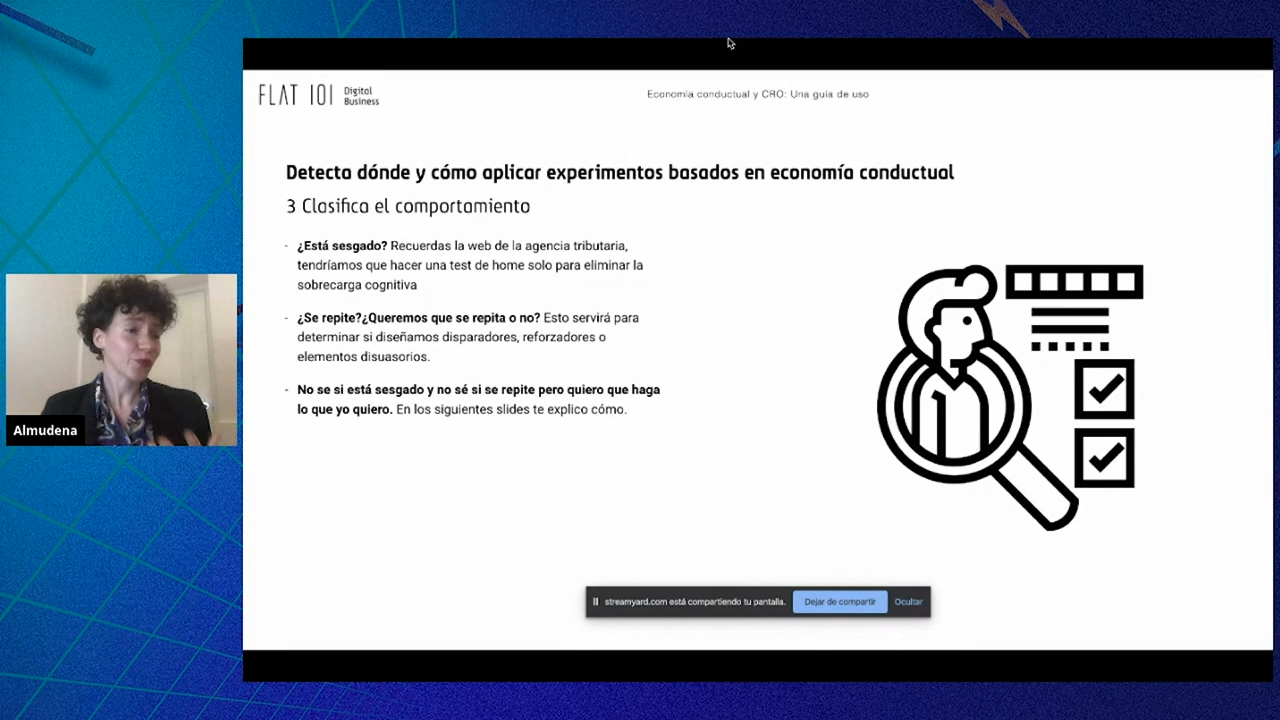 FLAT 101 Digital
Business
Economía conductual y CRO: Una guía de uso
Detecta dónde y cómo aplicar experimentos basados en economía conductual
3 Clasifica el comportamiento
· ¿Está sesgado? Recuerdas la web de la agencia tributaria,
tendríamos que hacer una test de home solo para eliminar la
sobrecarga cognitiva
· ¿Se repite?¿Queremos que se repita o no? Esto servirá para
determinar si diseñamos disparadores, reforzadores o
elementos disuasorios.
· No se si está sesgado y no sé si se repite pero quiero que haga
lo que yo quiero. En los siguientes slides te explico cómo.
Almudena
streamyard.com está compartiendo tu pantalla. Dejar de compartir Ocultar